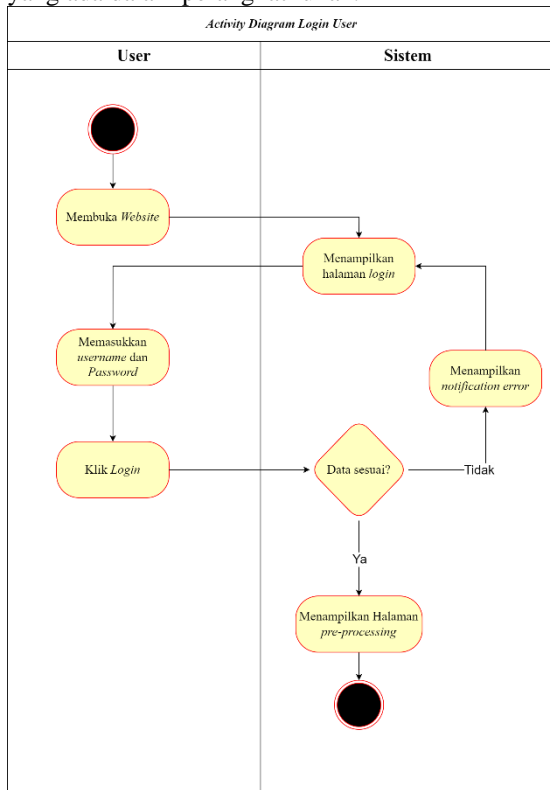 Activity Diagram Login User
User
Sistem
Membuka Website
Menampilkan
halaman login
Memasukkan
username dan
Password
Menampilkan
notification error
Klik Login
Data sesuai?
Tidak
Ya
Menampilkan Halaman
pre-processing